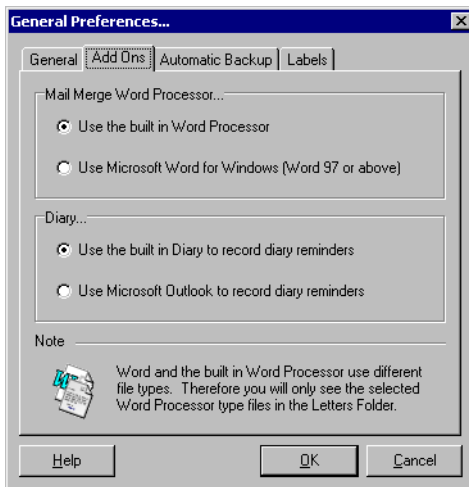 General Preferences...
General Add Ons Automatic Backup Labels
Mail Merge Word Processor...
Use the built in Word Processor
Use Microsoft Word for Windows (Word 97 or above)
Diary...
Use the built in Diary to record diary reminders
Use Microsoft Outlook to record diary reminders
Note
Word and the built in Word Processor use different
file types. Therefore you will only see the selected
Word Processor type files in the Letters Folder.
Help OK Cancel